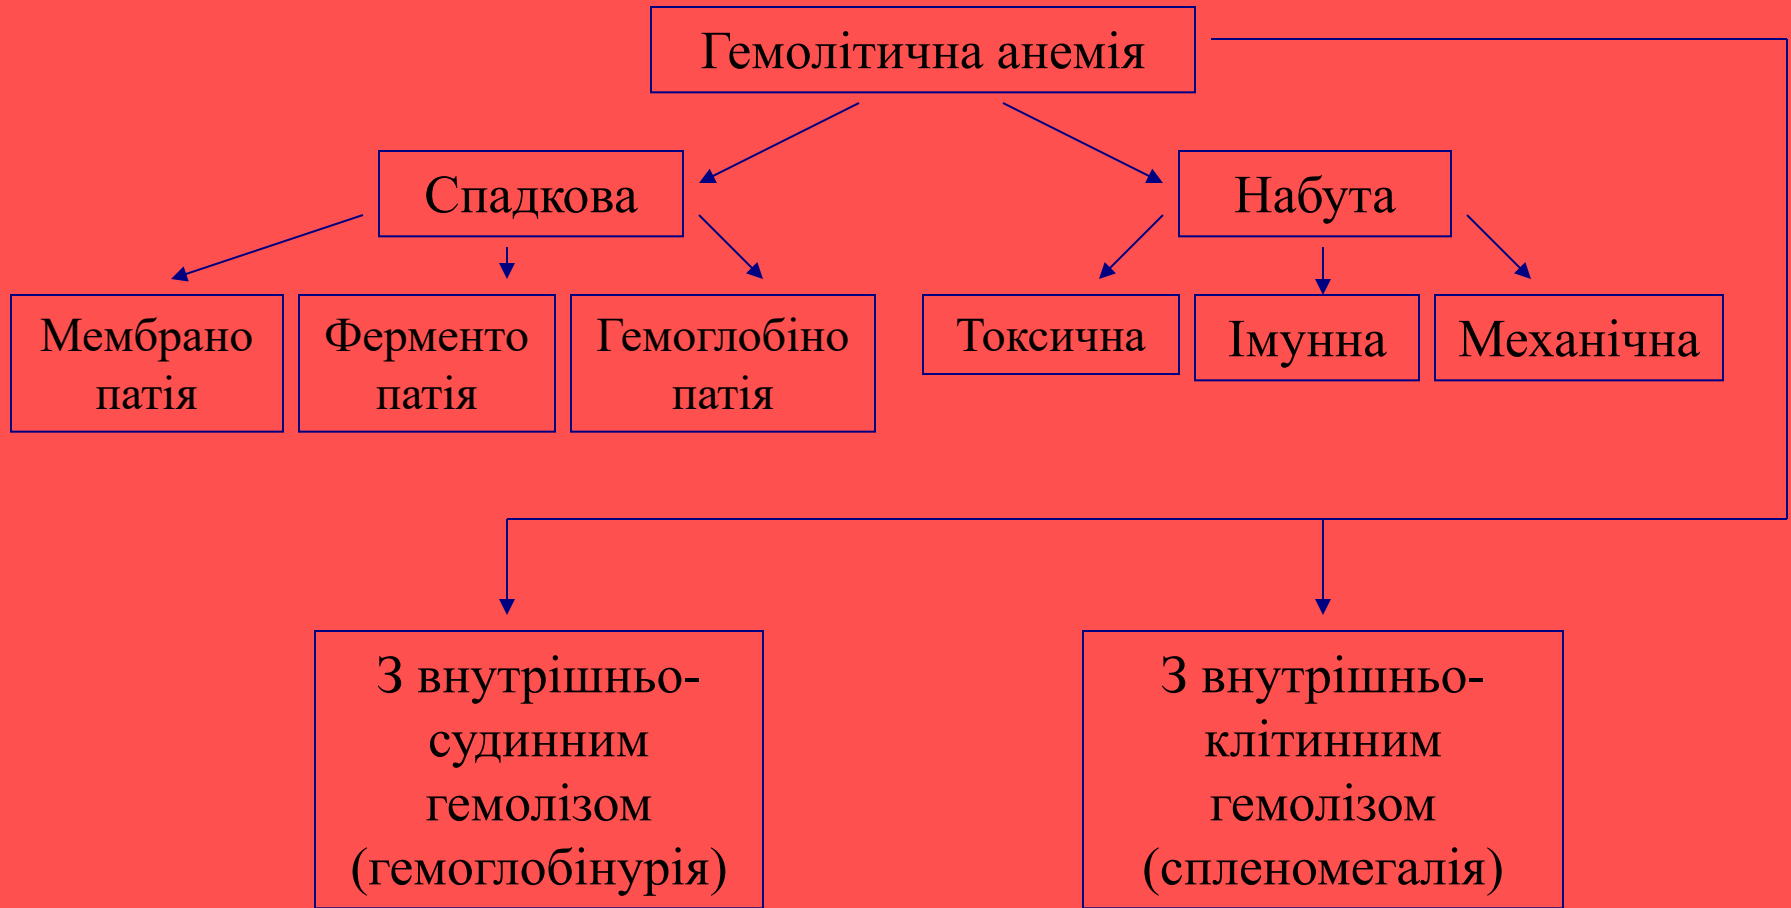 Гемолітична анемія
Спадкова
Набута
Мембрано
патія
Ферменто
патія
Гемоглобіно
патія
Токсична
Імунна
Механічна
З внутрішньо-
судинним
гемолізом
(гемоглобінурія)
З внутрішньо-
клітинним
гемолізом
(спленомегалія)